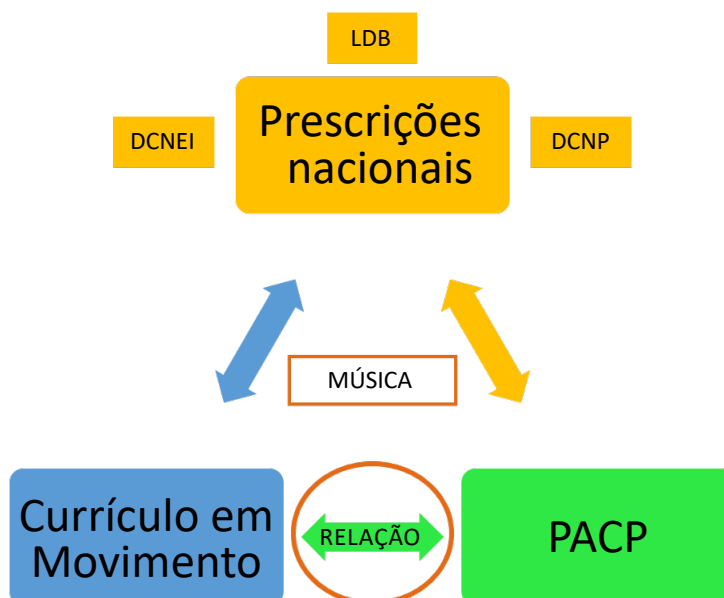 LDB
Prescrições
nacionais
DCNEI
DCNP
MÚSICA
Currículo em
Movimento
RELAÇÃO
PACP